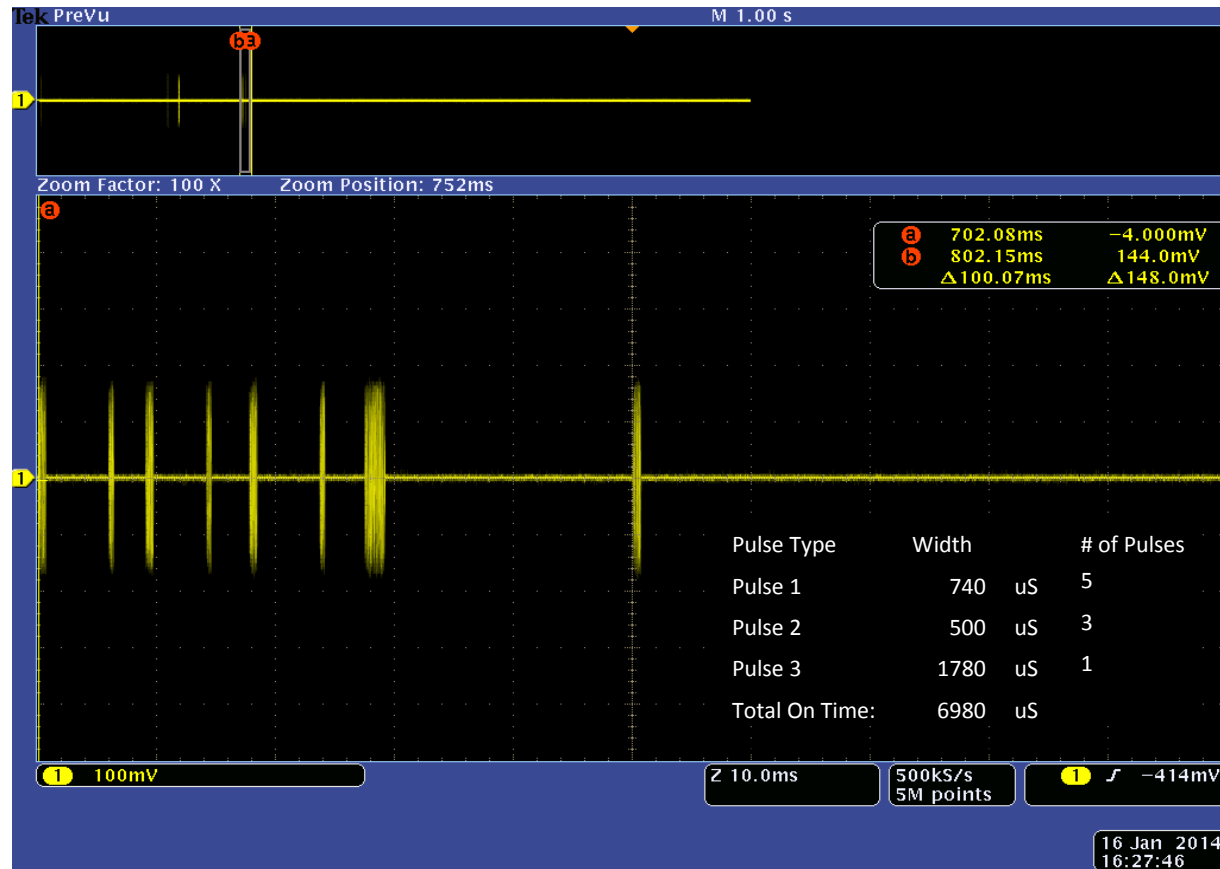 Tek PreVu M 1.00 s
b a
1
Zoom Factor: 100 X Zoom Position: 752ms
a
a 702.08ms −4.000mV
b 802.15ms 144.0mV
Δ100.07ms Δ148.0mV
1
Pulse Type Width # of Pulses
Pulse 1 740 uS 5
Pulse 2 500 uS 3
Pulse 3 1780 uS 1
Total On Time: 6980 uS
1 100mV Z 10.0ms 500kS/s 1 −414mV
5M points
16 Jan 2014
16:27:46